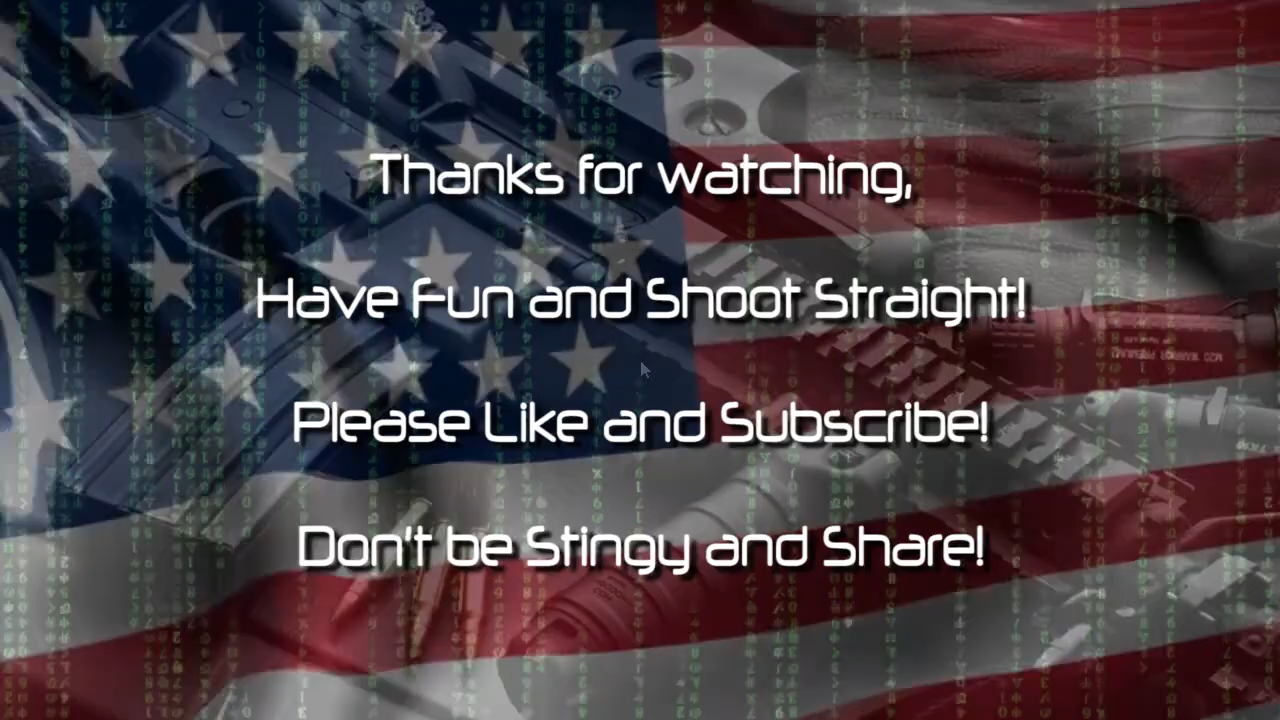 Thanks for watching,
Have Fun and Shoot Straight!
Please Like and Subscribe!
Don't be Stingy and Share!